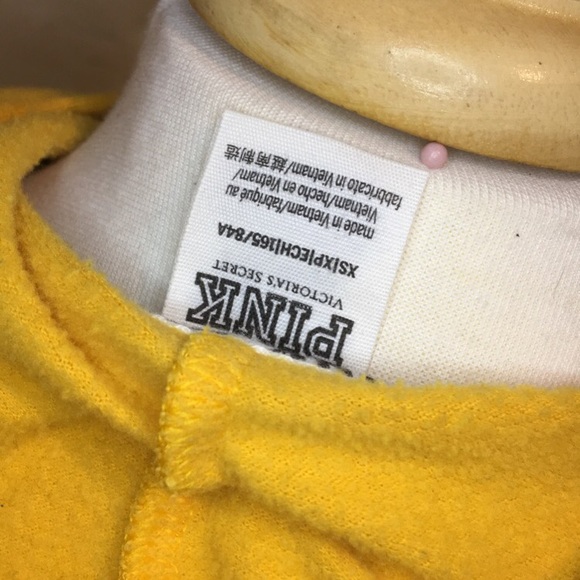 PINK
VICTORIA'S SECRET
XS|XP|ECH|165/84A
made in Vietnam/fabriqué au
Vietnam/hecho en Vietnam/
fabbricato in Vietnam/越南制造